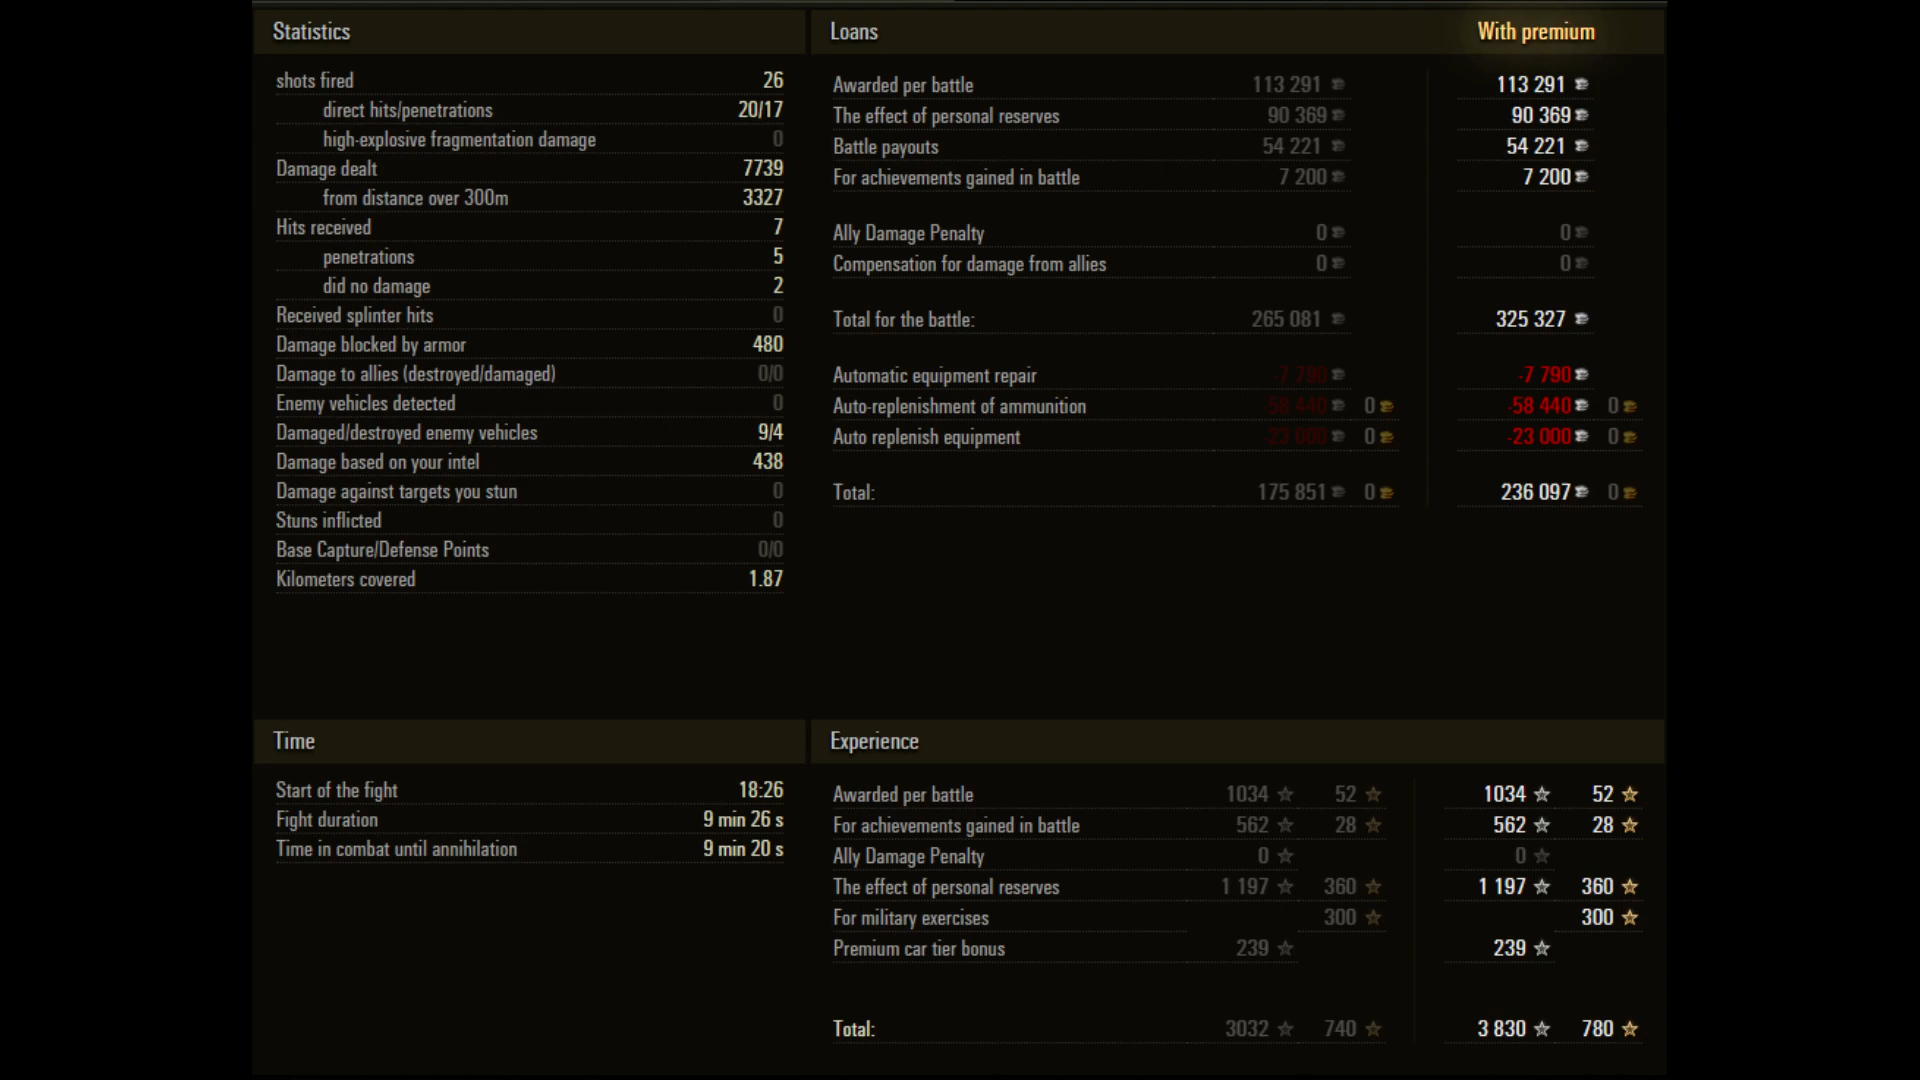 Statistics
shots fired 26
direct hits/penetrations 20/17
high-explosive fragmentation damage 0
Damage dealt 7739
from distance over 300m 3327
Hits received 7
penetrations 5
did no damage 2
Received splinter hits 0
Damage blocked by armor 480
Damage to allies (destroyed/damaged) 0/0
Enemy vehicles detected 0
Damaged/destroyed enemy vehicles 9/4
Damage based on your intel 438
Damage against targets you stun 0
Stuns inflicted 0
Base Capture/Defense Points 0/0
Kilometers covered 1.87
Loans With premium
Awarded per battle 113 291 113 291
The effect of personal reserves 90 369 90 369
Battle payouts 54 221 54 221
For achievements gained in battle 7 200 7 200
Ally Damage Penalty 0 0
Compensation for damage from allies 0 0
Total for the battle: 265 081 325 327
Automatic equipment repair -7 790 -7 790
Auto-replenishment of ammunition -58 440 0 -58 440 0
Auto replenish equipment -23 000 0 -23 000 0
Total: 175 851 0 236 097 0
Time
Start of the fight 18:26
Fight duration 9 min 26 s
Time in combat until annihilation 9 min 20 s
Experience
Awarded per battle 1034 52 1034 52
For achievements gained in battle 562 28 562 28
Ally Damage Penalty 0 0
The effect of personal reserves 1 197 360 1 197 360
For military exercises 300 300
Premium car tier bonus 239 239
Total: 3032 740 3 830 780